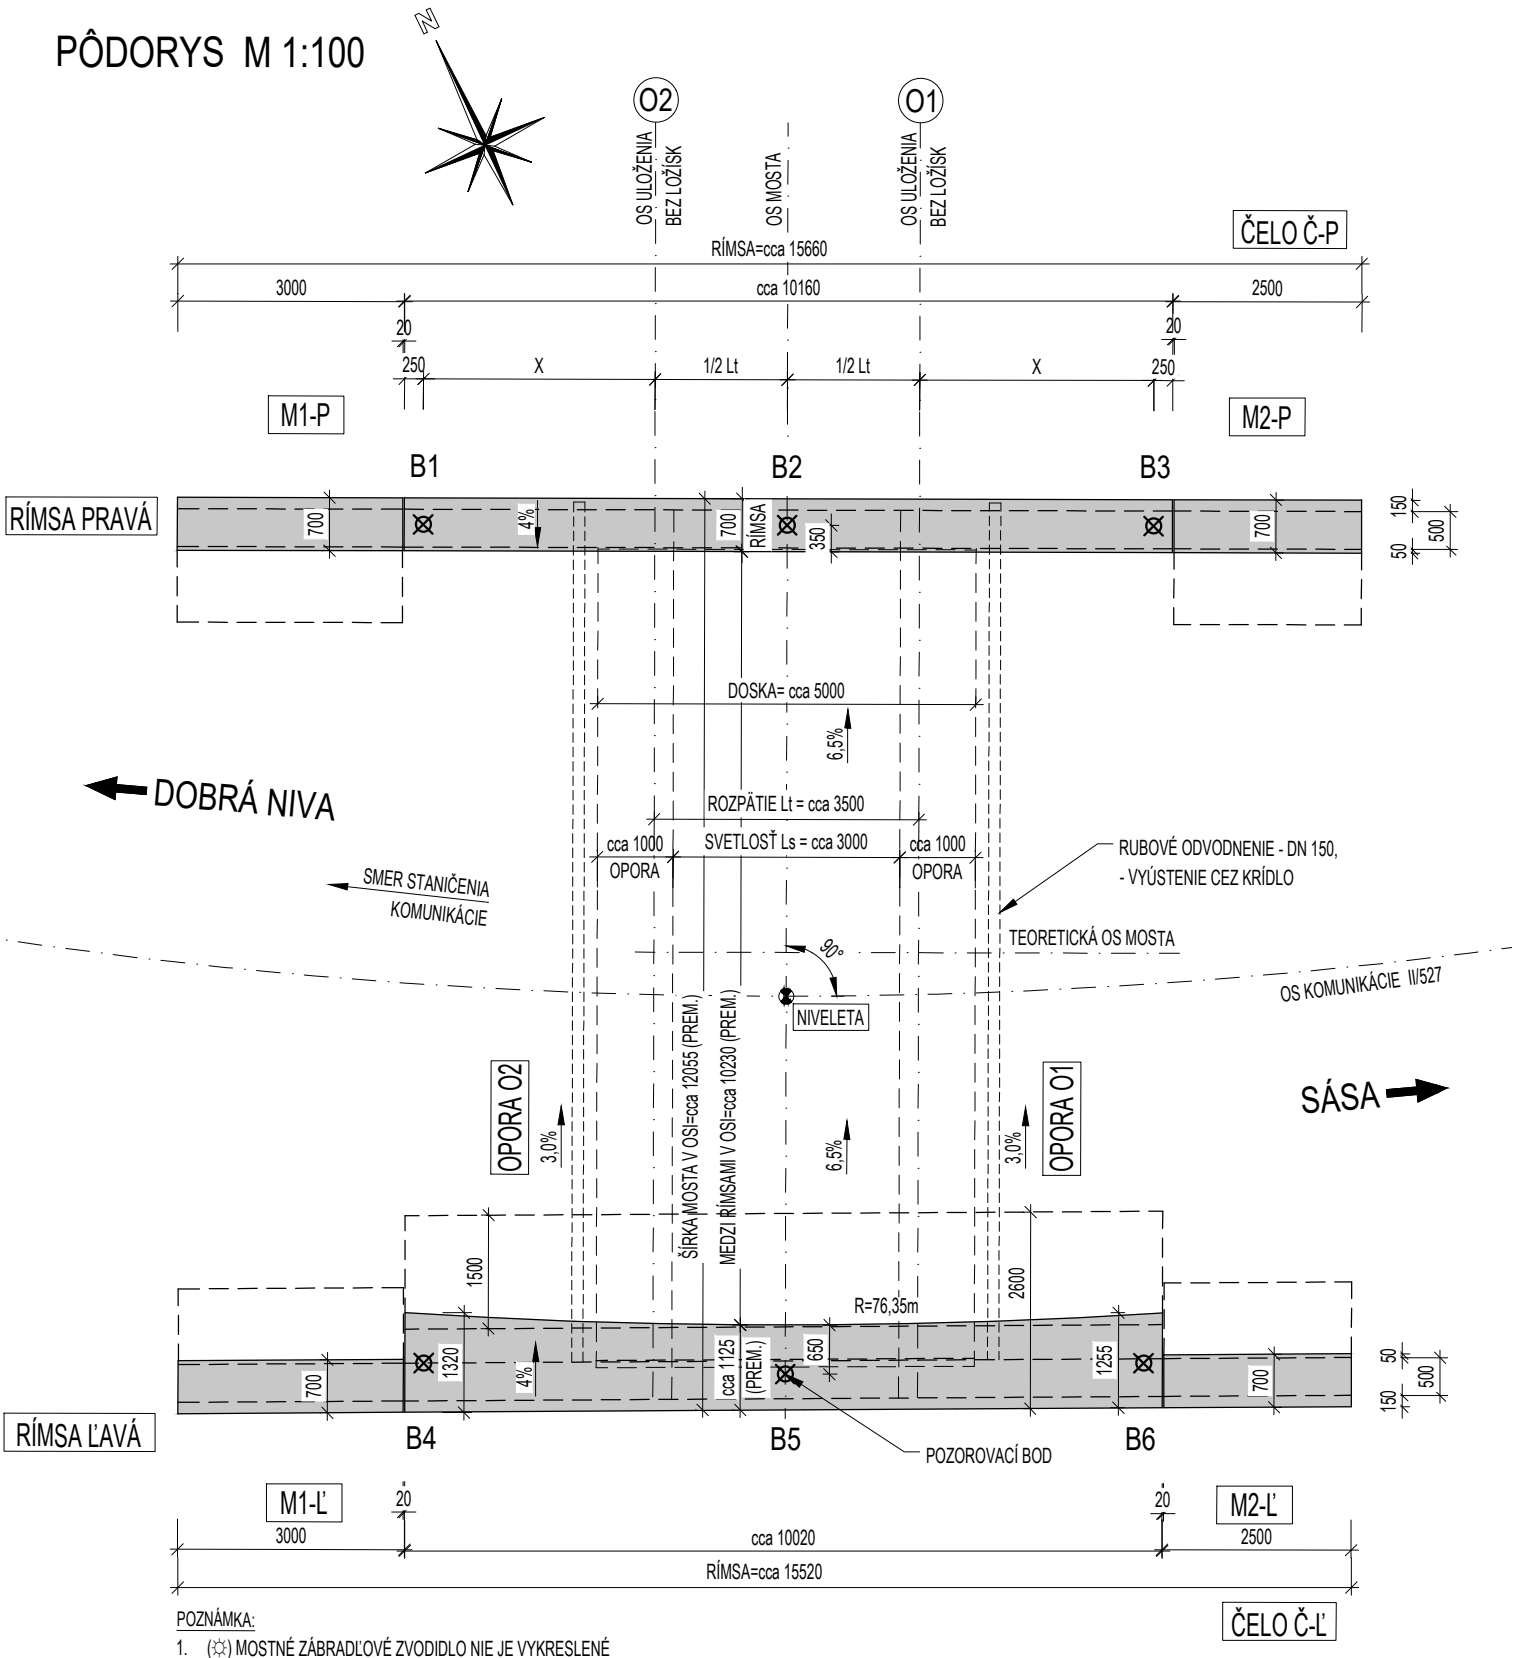 PÔDORYS M 1:100
N
O2
O1
OS ULOŽENIA
BEZ LOŽÍSK
OS MOSTA
OS ULOŽENIA
BEZ LOŽÍSK
ČELO Č-P
RÍMSA=cca 15660
3000
cca 10160
2500
20
20
250
X
1/2 Lt
1/2 Lt
X
250
M1-P
M2-P
B1
B2
B3
RÍMSA PRAVÁ
700
4%
700
RÍMSA
350
700
150
500
50
DOSKA= cca 5000
6,5%
DOBRÁ NIVA
ROZPÄTIE Lt = cca 3500
cca 1000
SVETLOSŤ Ls = cca 3000
cca 1000
OPORA
OPORA
RUBOVÉ ODVODNENIE - DN 150,
- VYÚSTENIE CEZ KRÍDLO
SMER STANIČENIA
KOMUNIKÁCIE
90°
TEORETICKÁ OS MOSTA
OS KOMUNIKÁCIE II/527
NIVELETA
ŠÍRKA MOSTA V OSI=cca 12055 (PREM.)
MEDZI RÍMSAMI V OSI=cca 10230 (PREM.)
OPORA O2
3,0%
6,5%
3,0%
OPORA O1
SÁSA
1500
2600
R=76,35m
700
1320
4%
cca 1125
(PREM.)
650
1255
700
50
500
150
RÍMSA ĽAVÁ
B4
B5
B6
POZOROVACÍ BOD
M1-Ľ
20
20
M2-Ľ
3000
cca 10020
2500
RÍMSA=cca 15520
ČELO Č-Ľ
POZNÁMKA:
1. ( ) MOSTNÉ ZÁBRADĽOVÉ ZVODIDLO NIE JE VYKRESLENÉ